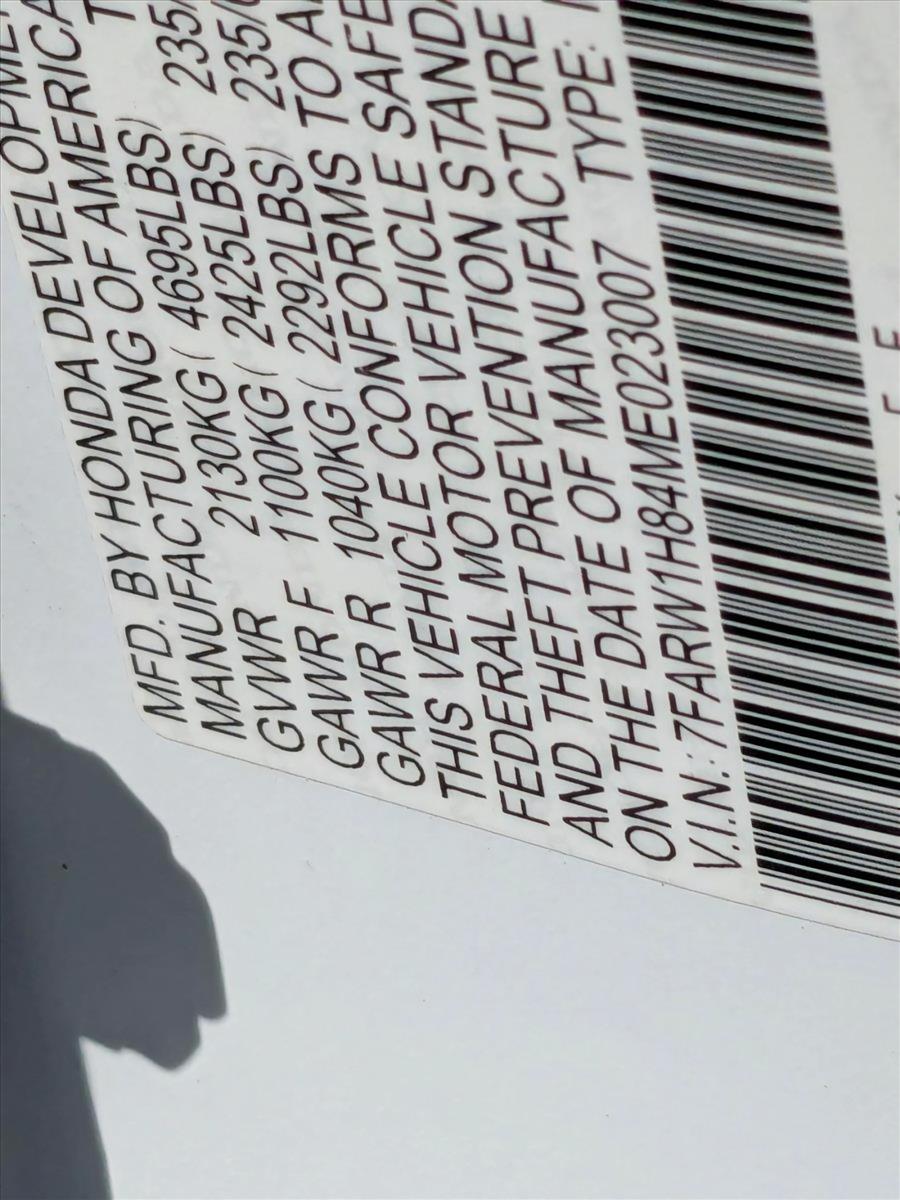 MFD. BY HONDA DEVELOPME
MANUFACTURING OF AMERICA
GVWR 2130KG( 4695LBS)
GAWR F 1100KG( 2425LBS) 235/
GAWR R 1040KG( 2292LBS) 235/
THIS VEHICLE CONFORMS TO A
FEDERAL MOTOR VEHICLE SAFE
AND THEFT PREVENTION STANDA
ON THE DATE OF MANUFACTURE
V.I.N.: 7FARW1H84ME023007 TYPE: